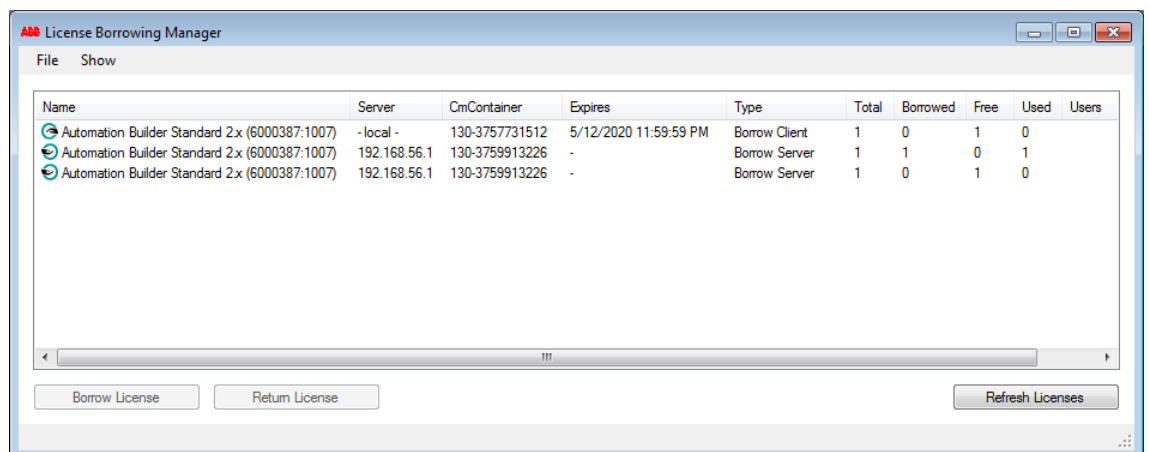 ABB License Borrowing Manager
File Show
Name Server CmContainer Expires Type Total Borrowed Free Used Users
Automation Builder Standard 2.x (6000387:1007) - local - 130-3757731512 5/12/2020 11:59:59 PM Borrow Client 1 0 1 0
Automation Builder Standard 2.x (6000387:1007) 192.168.56.1 130-3759913226 - Borrow Server 1 1 0 1
Automation Builder Standard 2.x (6000387:1007) 192.168.56.1 130-3759913226 - Borrow Server 1 0 1 0
Borrow License Return License Refresh Licenses